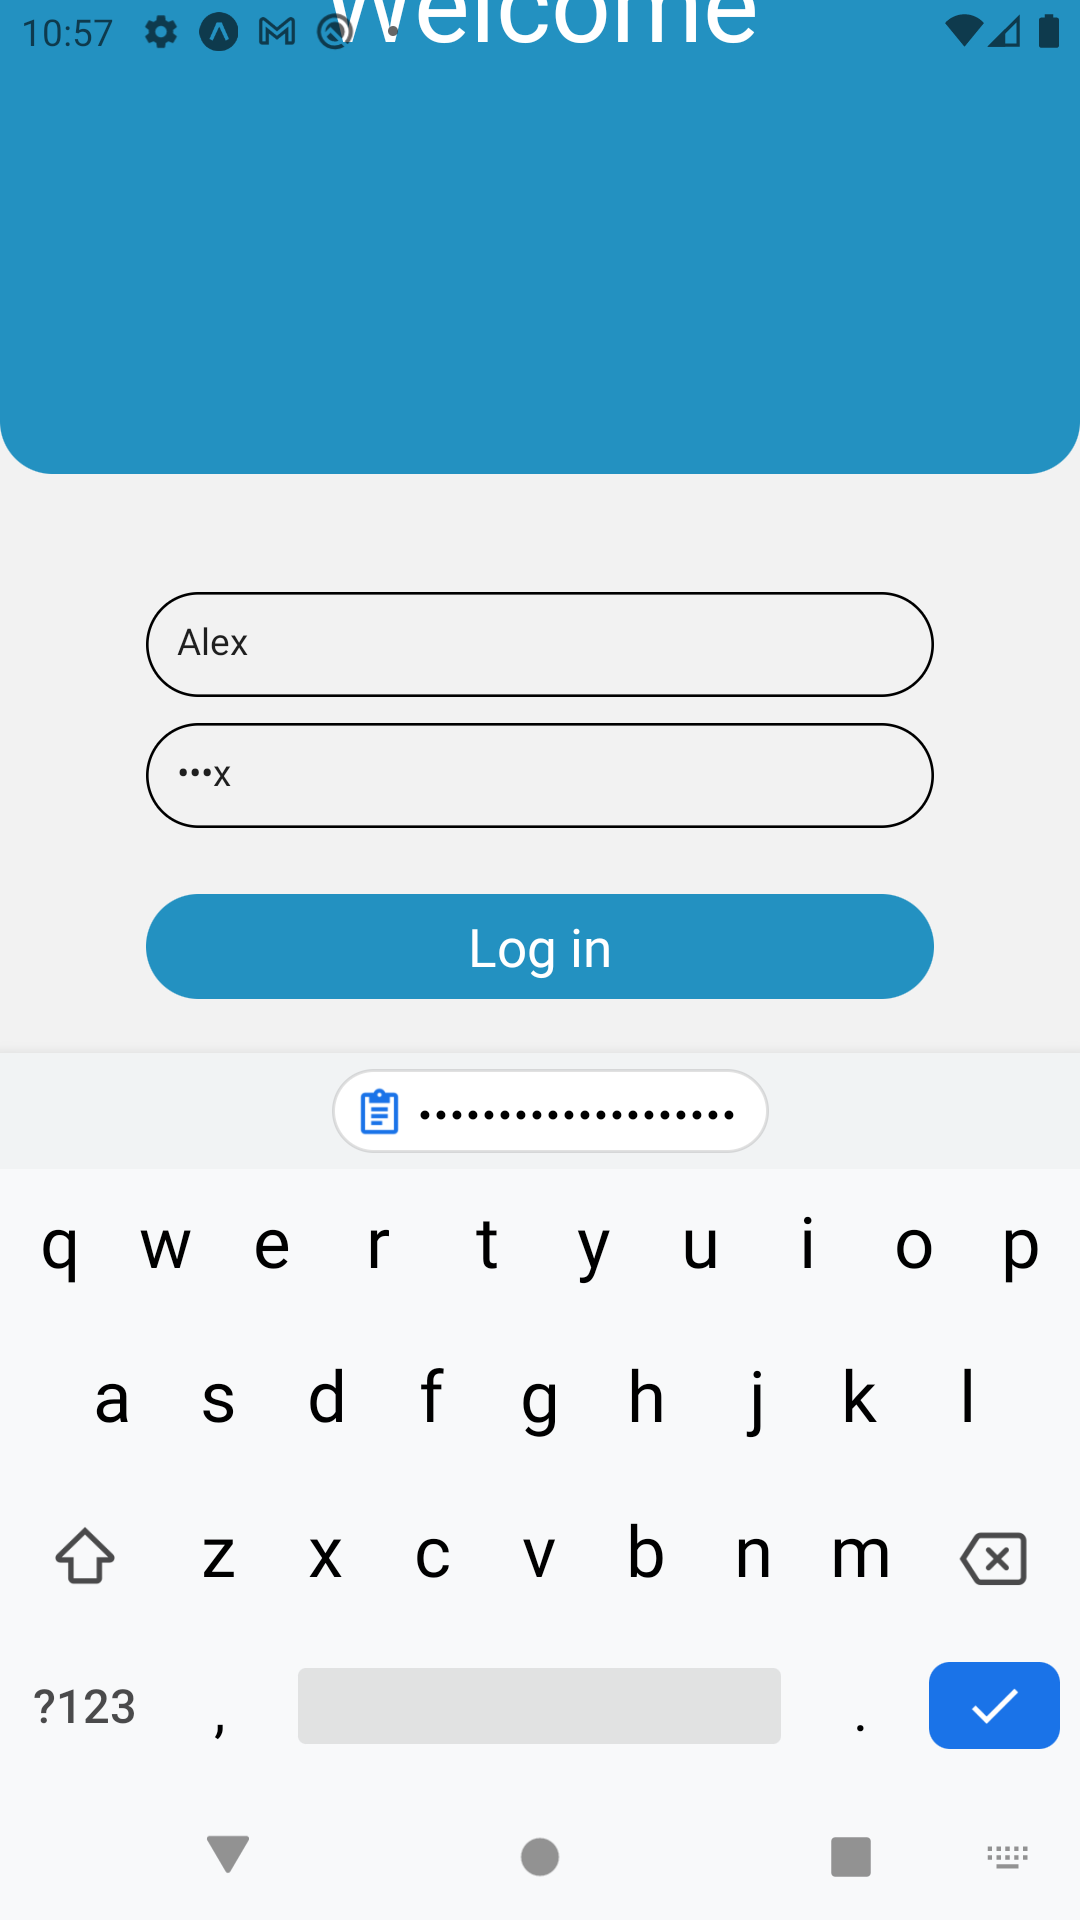 10:57
Welcome
Alex
•••x
Log in
••••••••••••••••••••
q w e r t y u i o p
a s d f g h j k l
z x c v b n m
?123 , .